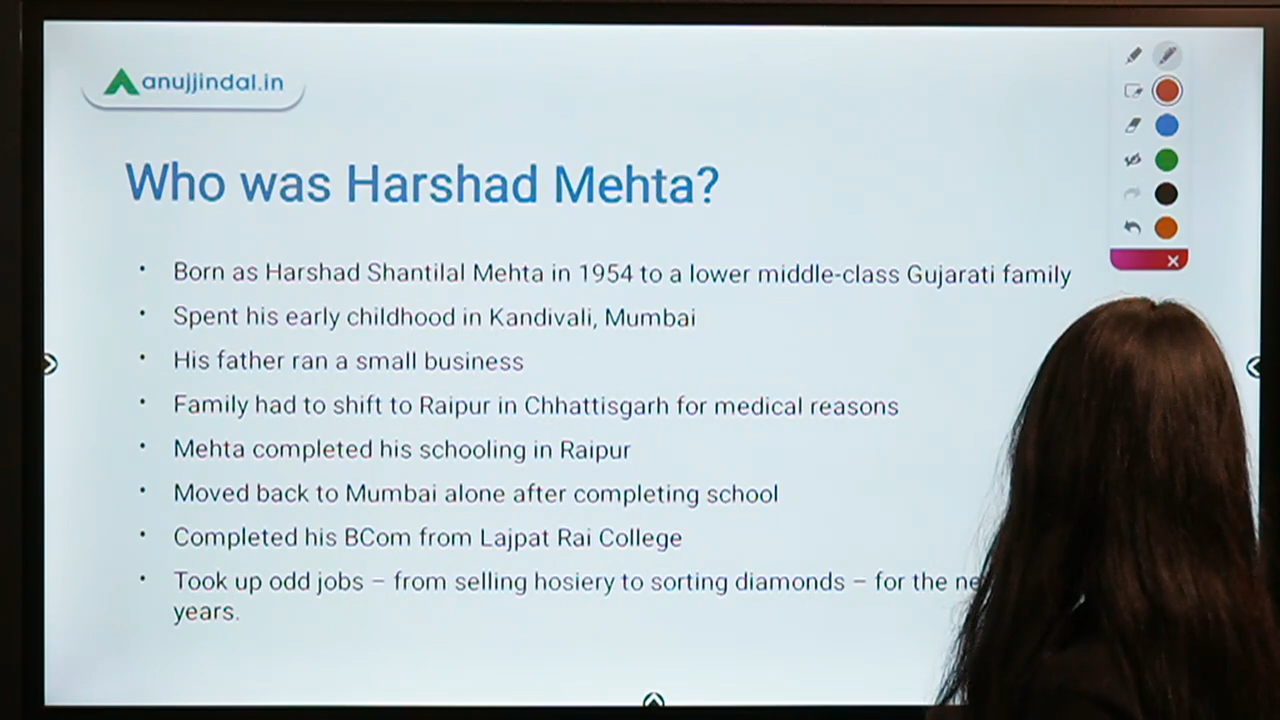 anujjindal.in
Who was Harshad Mehta?
• Born as Harshad Shantilal Mehta in 1954 to a lower middle-class Gujarati family
• Spent his early childhood in Kandivali, Mumbai
• His father ran a small business
• Family had to shift to Raipur in Chhattisgarh for medical reasons
• Mehta completed his schooling in Raipur
• Moved back to Mumbai alone after completing school
• Completed his BCom from Lajpat Rai College
• Took up odd jobs – from selling hosiery to sorting diamonds – for the
years.